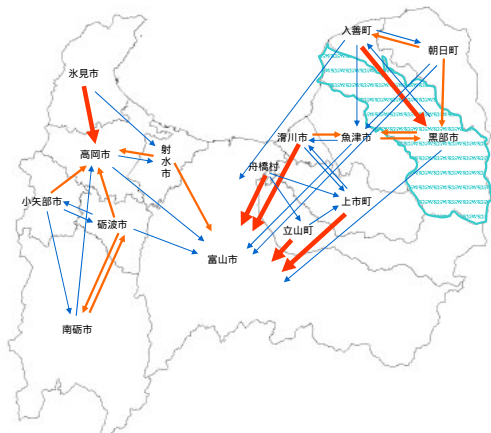 入善町
朝日町
氷見市
滑川市
魚津市
黒部市
高岡市
射水市
舟橋村
小矢部市
上市町
砺波市
立山町
富山市
南砺市